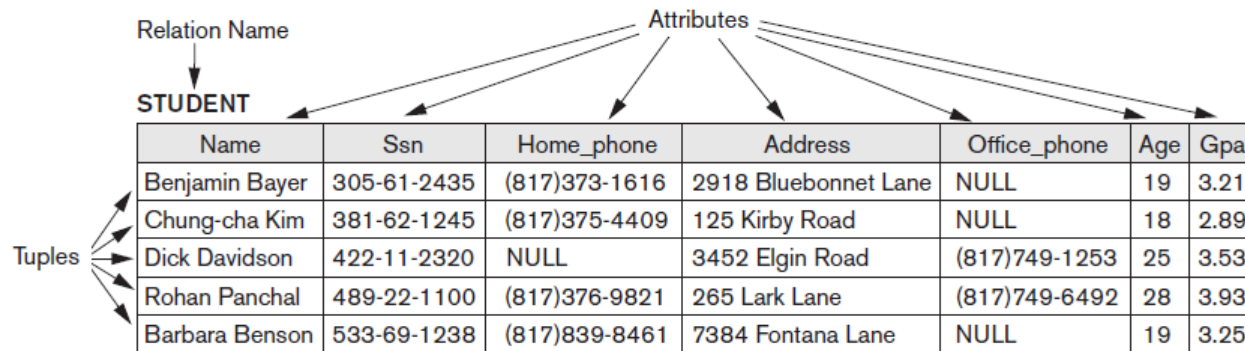 Attributes
Relation Name
STUDENT
Name Ssn Home_phone Address Office_phone Age Gpa
Benjamin Bayer 305-61-2435 (817)373-1616 2918 Bluebonnet Lane NULL 19 3.21
Chung-cha Kim 381-62-1245 (817)375-4409 125 Kirby Road NULL 18 2.89
Tuples Dick Davidson 422-11-2320 NULL 3452 Elgin Road (817)749-1253 25 3.53
Rohan Panchal 489-22-1100 (817)376-9821 265 Lark Lane (817)749-6492 28 3.93
Barbara Benson 533-69-1238 (817)839-8461 7384 Fontana Lane NULL 19 3.25